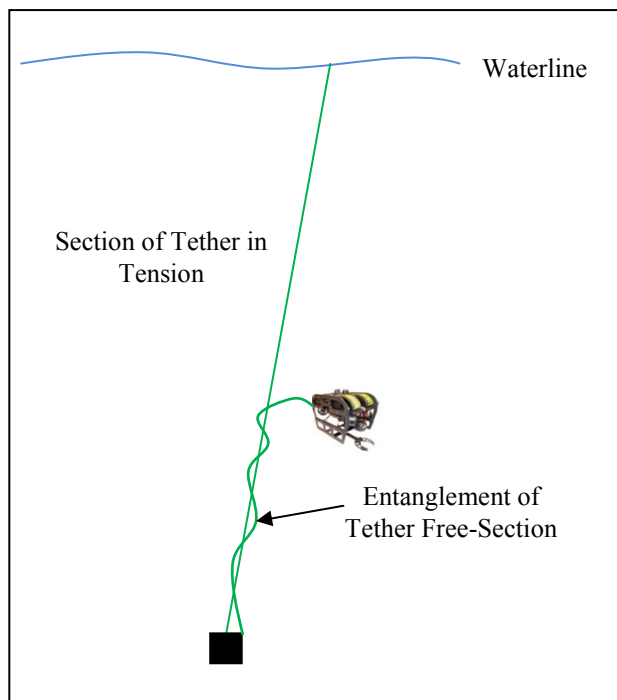 Waterline
Section of Tether in
Tension
Entanglement of
Tether Free-Section